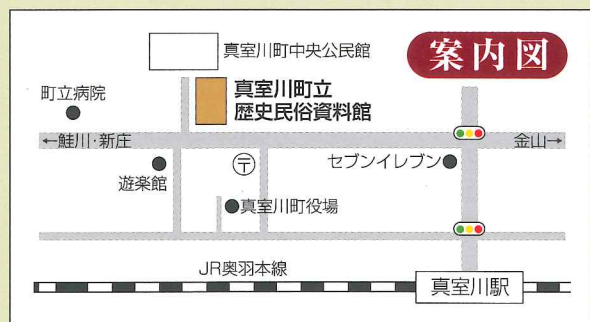 案内図
真室川町中央公民館
真室川町立
歴史民俗資料館
町立病院
←鮭川・新庄
金山→
遊楽館
〒
セブンイレブン
真室川町役場
JR奥羽本線
真室川駅